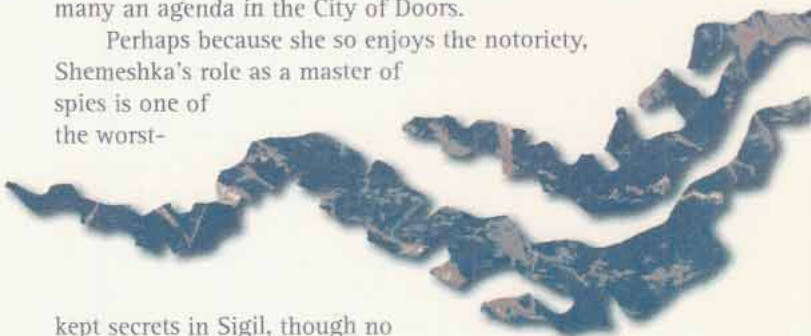 many an agenda in the City of Doors.
Perhaps because she so enjoys the notoriety,
Shemeshka's role as a master of
spies is one of
the worst-
kept secrets in Sigil, though no